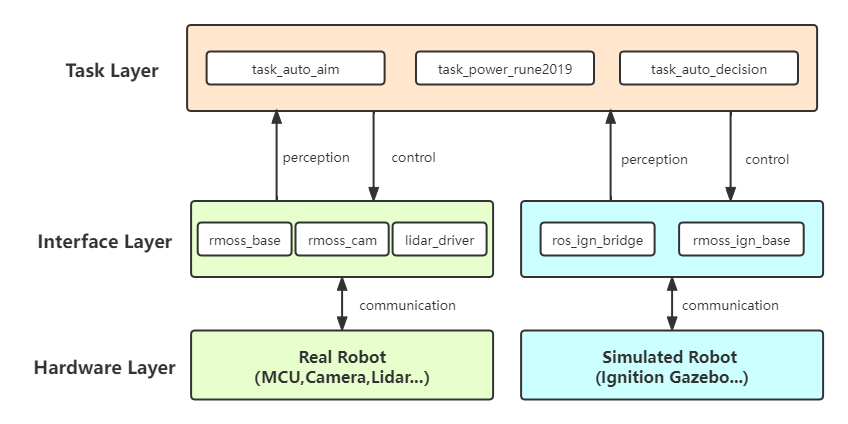 Task Layer
task_auto_aim
task_power_rune2019
task_auto_decision
perception
control
perception
control
Interface Layer
rmoss_base
rmoss_cam
lidar_driver
ros_ign_bridge
rmoss_ign_base
communication
communication
Hardware Layer
Real Robot
(MCU,Camera,Lidar...)
Simulated Robot
(Ignition Gazebo...)